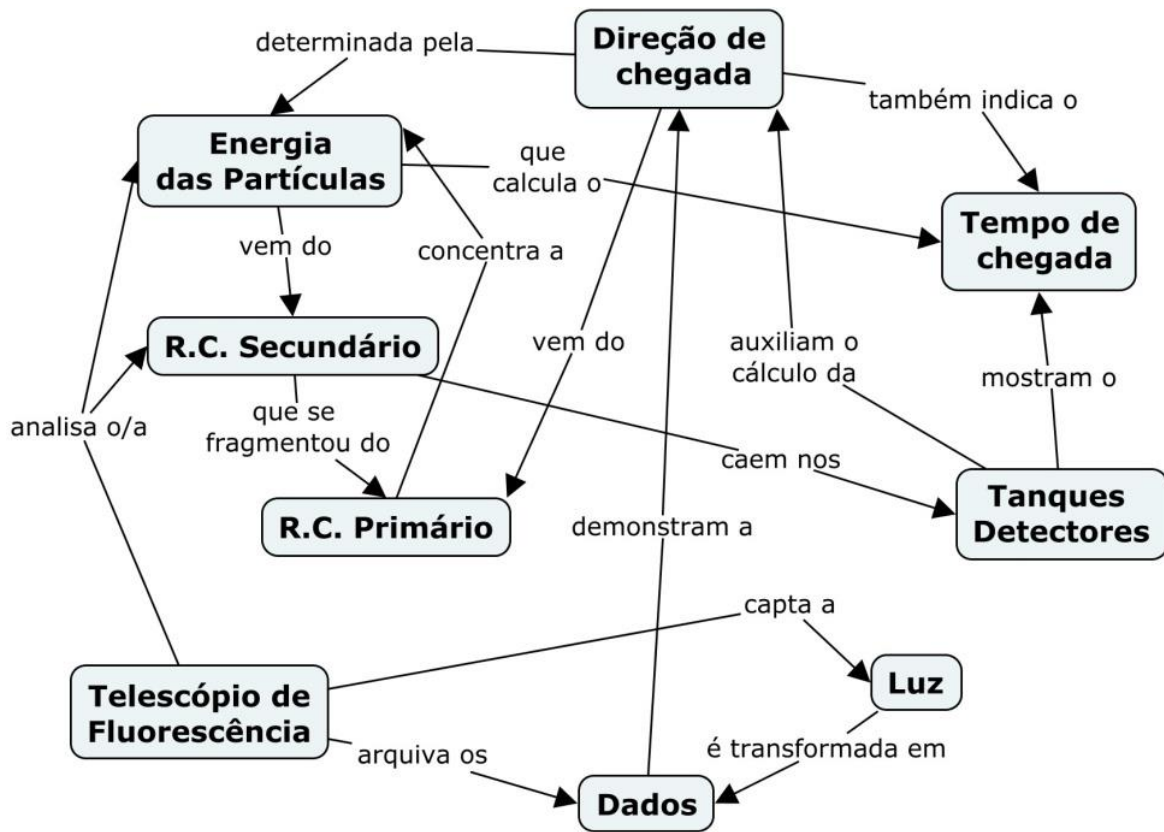 determinada pela
Direção de
chegada
também indica o
Energia
das Partículas
que
calcula o
Tempo de
chegada
vem do
concentra a
R.C. Secundário
vem do
auxiliam o
cálculo da
mostram o
analisa o/a
que se
fragmentou do
caem nos
R.C. Primário
demonstram a
Tanques
Detectores
capta a
Telescópio de
Fluorescência
Luz
arquiva os
é transformada em
Dados